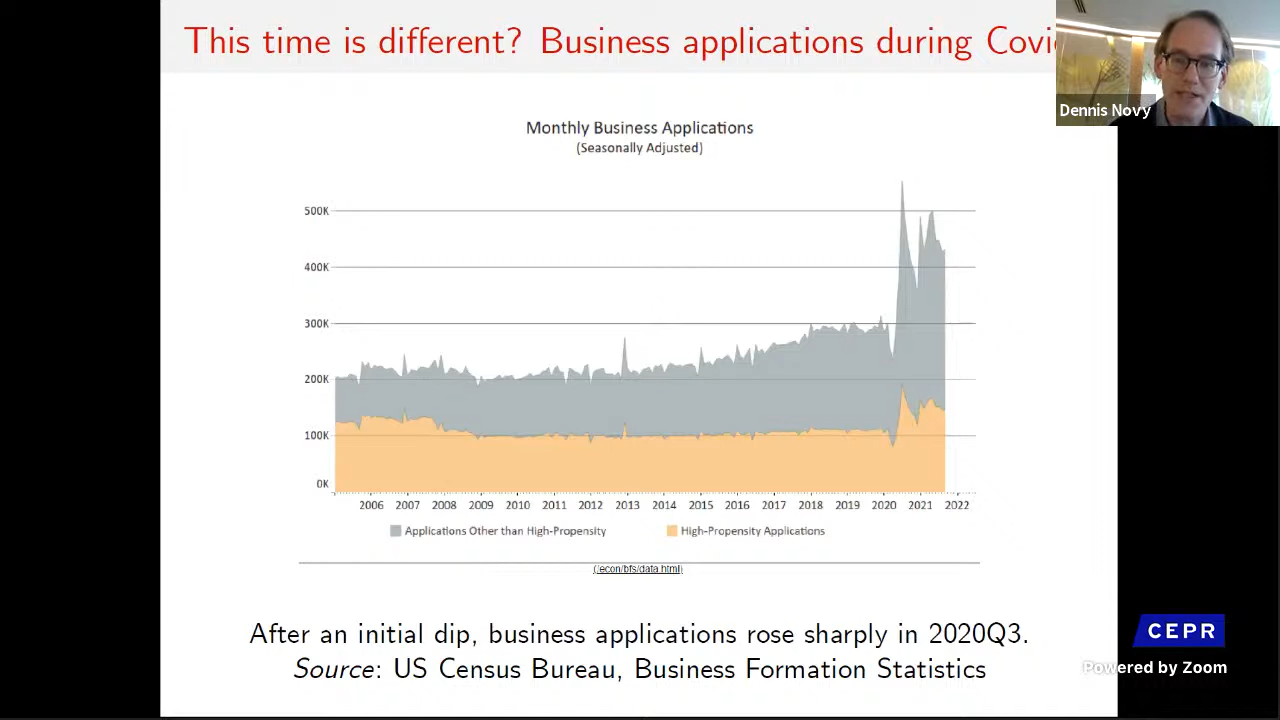 This time is different? Business applications during Covi
Dennis Novy
Monthly Business Applications
(Seasonally Adjusted)
500K
400K
300K
200K
100K
0K
2006 2007 2008 2009 2010 2011 2012 2013 2014 2015 2016 2017 2018 2019 2020 2021 2022
Applications Other than High-Propensity High-Propensity Applications
(/econ/bfs/data.html)
After an initial dip, business applications rose sharply in 2020Q3.
Source: US Census Bureau, Business Formation Statistics
CEPR
Powered by Zoom